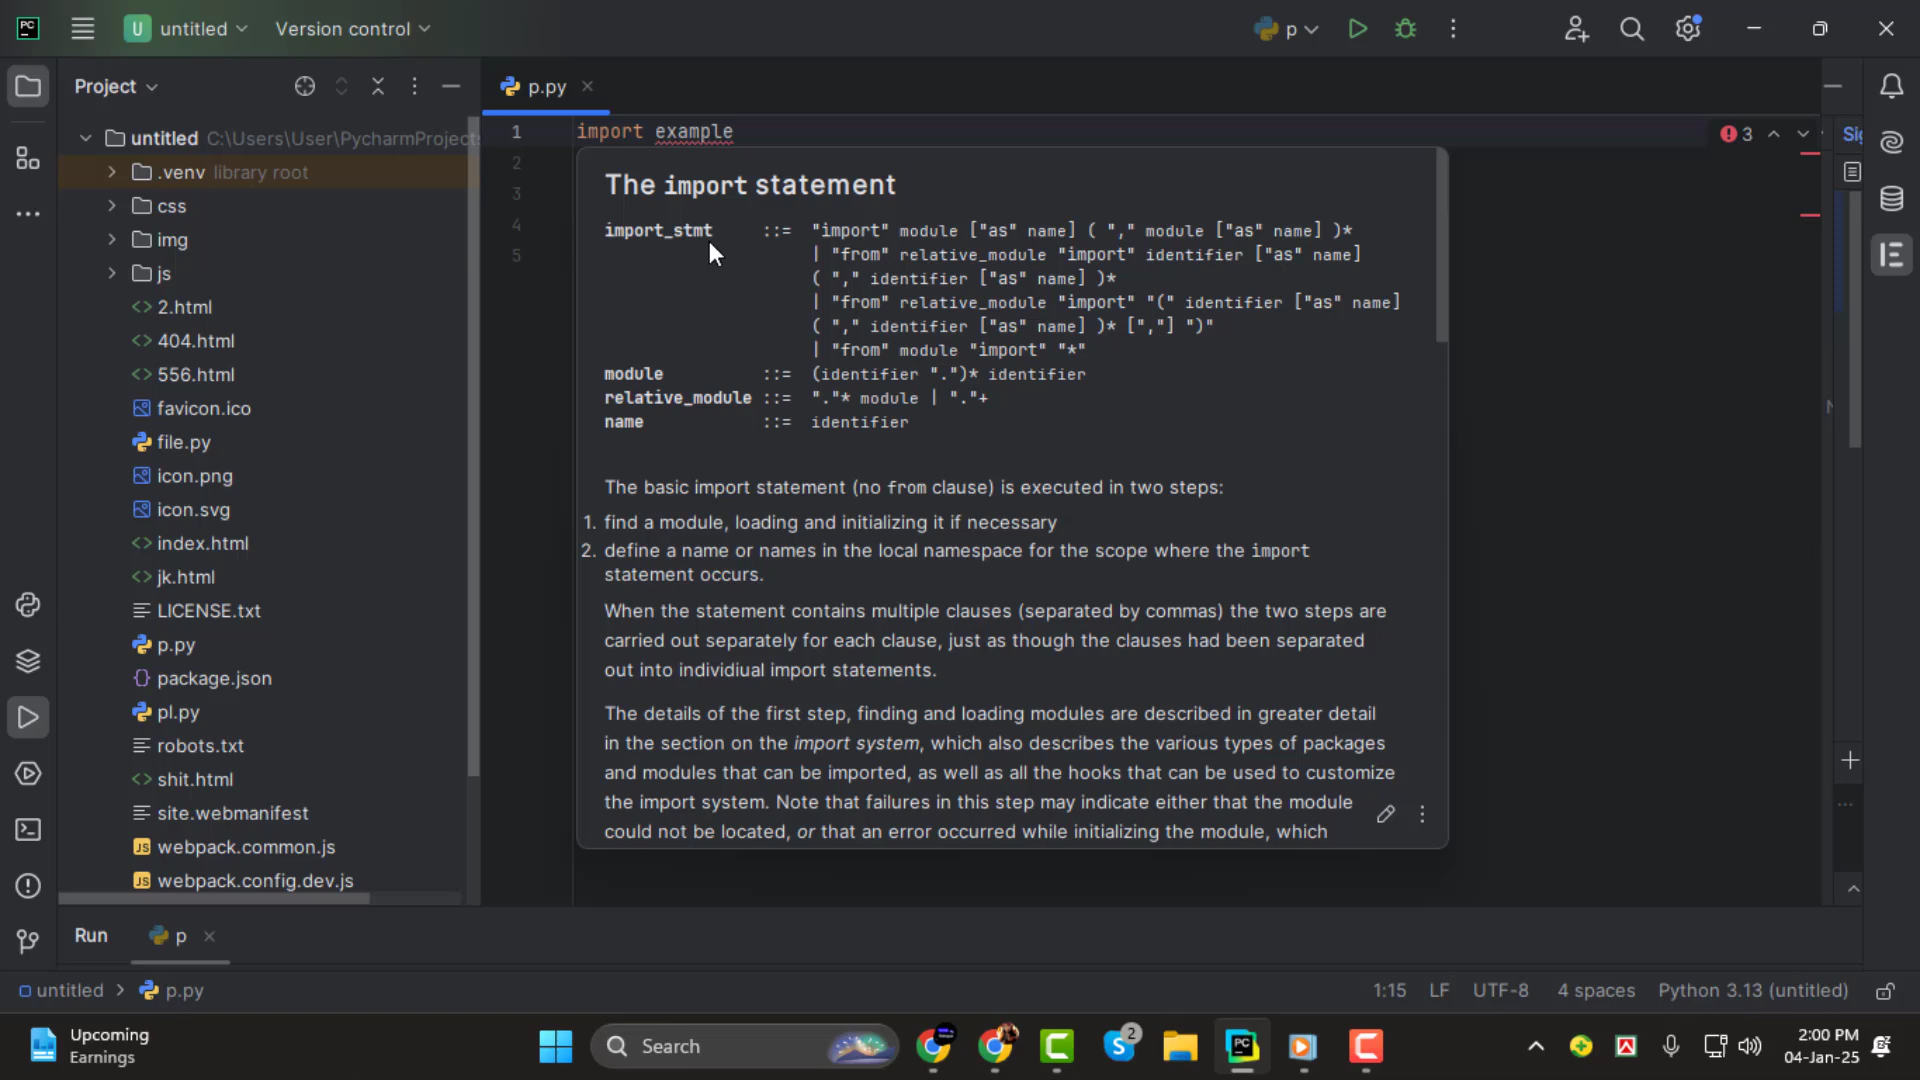 PC
U untitled Version control
p
Project
p.py
untitled C:\Users\User\PycharmProject
.venv library root
css
img
js
2.html
404.html
556.html
favicon.ico
file.py
icon.png
icon.svg
index.html
jk.html
LICENSE.txt
p.py
package.json
pl.py
robots.txt
shit.html
site.webmanifest
JS webpack.common.js
JS webpack.config.dev.js
1 import example
2
3
4
5
3
The import statement
import_stmt ::= "import" module ["as" name] ( "," module ["as" name] )*
| "from" relative_module "import" identifier ["as" name]
( "," identifier ["as" name] )*
| "from" relative_module "import" "(" identifier ["as" name]
( "," identifier ["as" name] )* [","] ")"
| "from" module "import" "*"
module ::= (identifier ".")* identifier
relative_module ::= "."* module | "."+
name ::= identifier
The basic import statement (no from clause) is executed in two steps:
1. find a module, loading and initializing it if necessary
2. define a name or names in the local namespace for the scope where the import
statement occurs.
When the statement contains multiple clauses (separated by commas) the two steps are
carried out separately for each clause, just as though the clauses had been separated
out into individiual import statements.
The details of the first step, finding and loading modules are described in greater detail
in the section on the import system, which also describes the various types of packages
and modules that can be imported, as well as all the hooks that can be used to customize
the import system. Note that failures in this step may indicate either that the module
could not be located, or that an error occurred while initializing the module, which
Run p
untitled > p.py
1:15 LF UTF-8 4 spaces Python 3.13 (untitled)
Upcoming
Earnings
Search
2
PC
2:00 PM
04-Jan-25